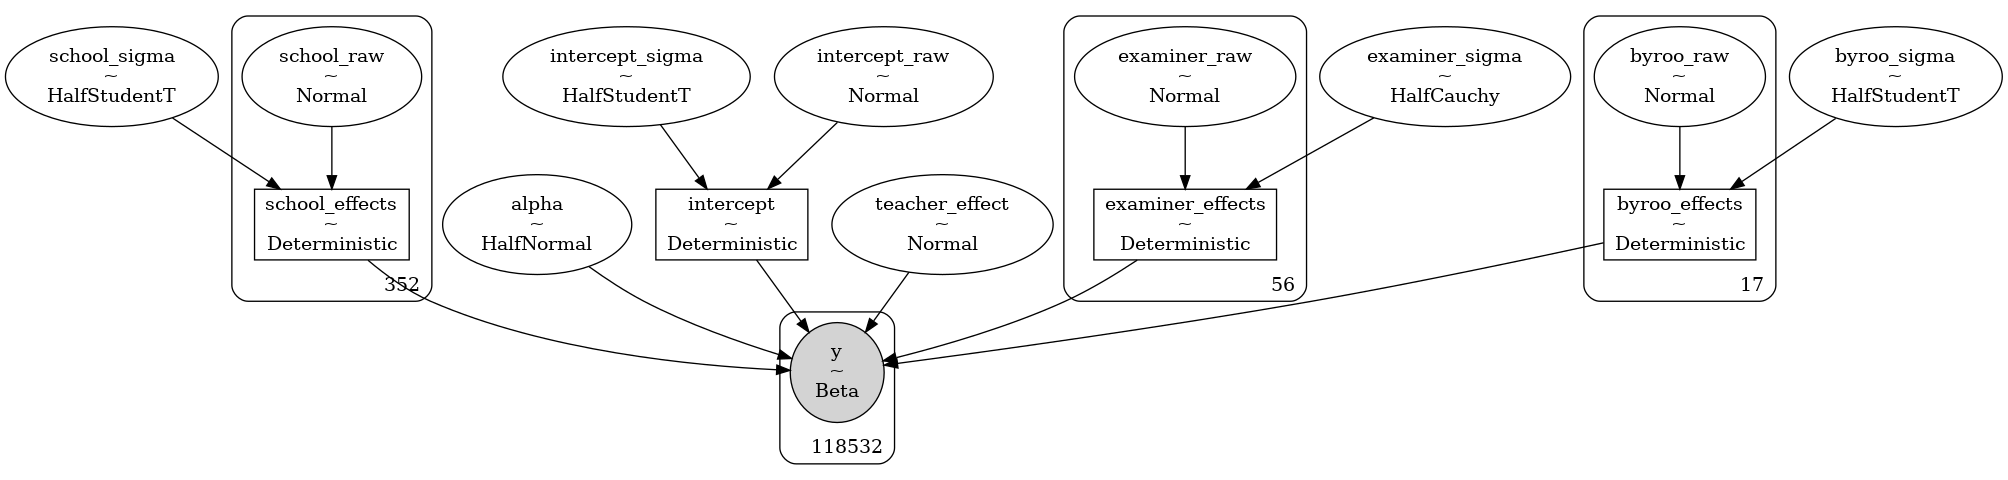 school_sigma
~
HalfStudentT
school_raw
~
Normal
intercept_sigma
~
HalfStudentT
intercept_raw
~
Normal
examiner_raw
~
Normal
examiner_sigma
~
HalfCauchy
byroo_raw
~
Normal
byroo_sigma
~
HalfStudentT
school_effects
~
Deterministic
352
alpha
~
HalfNormal
intercept
~
Deterministic
teacher_effect
~
Normal
examiner_effects
~
Deterministic
56
byroo_effects
~
Deterministic
17
y
~
Beta
118532